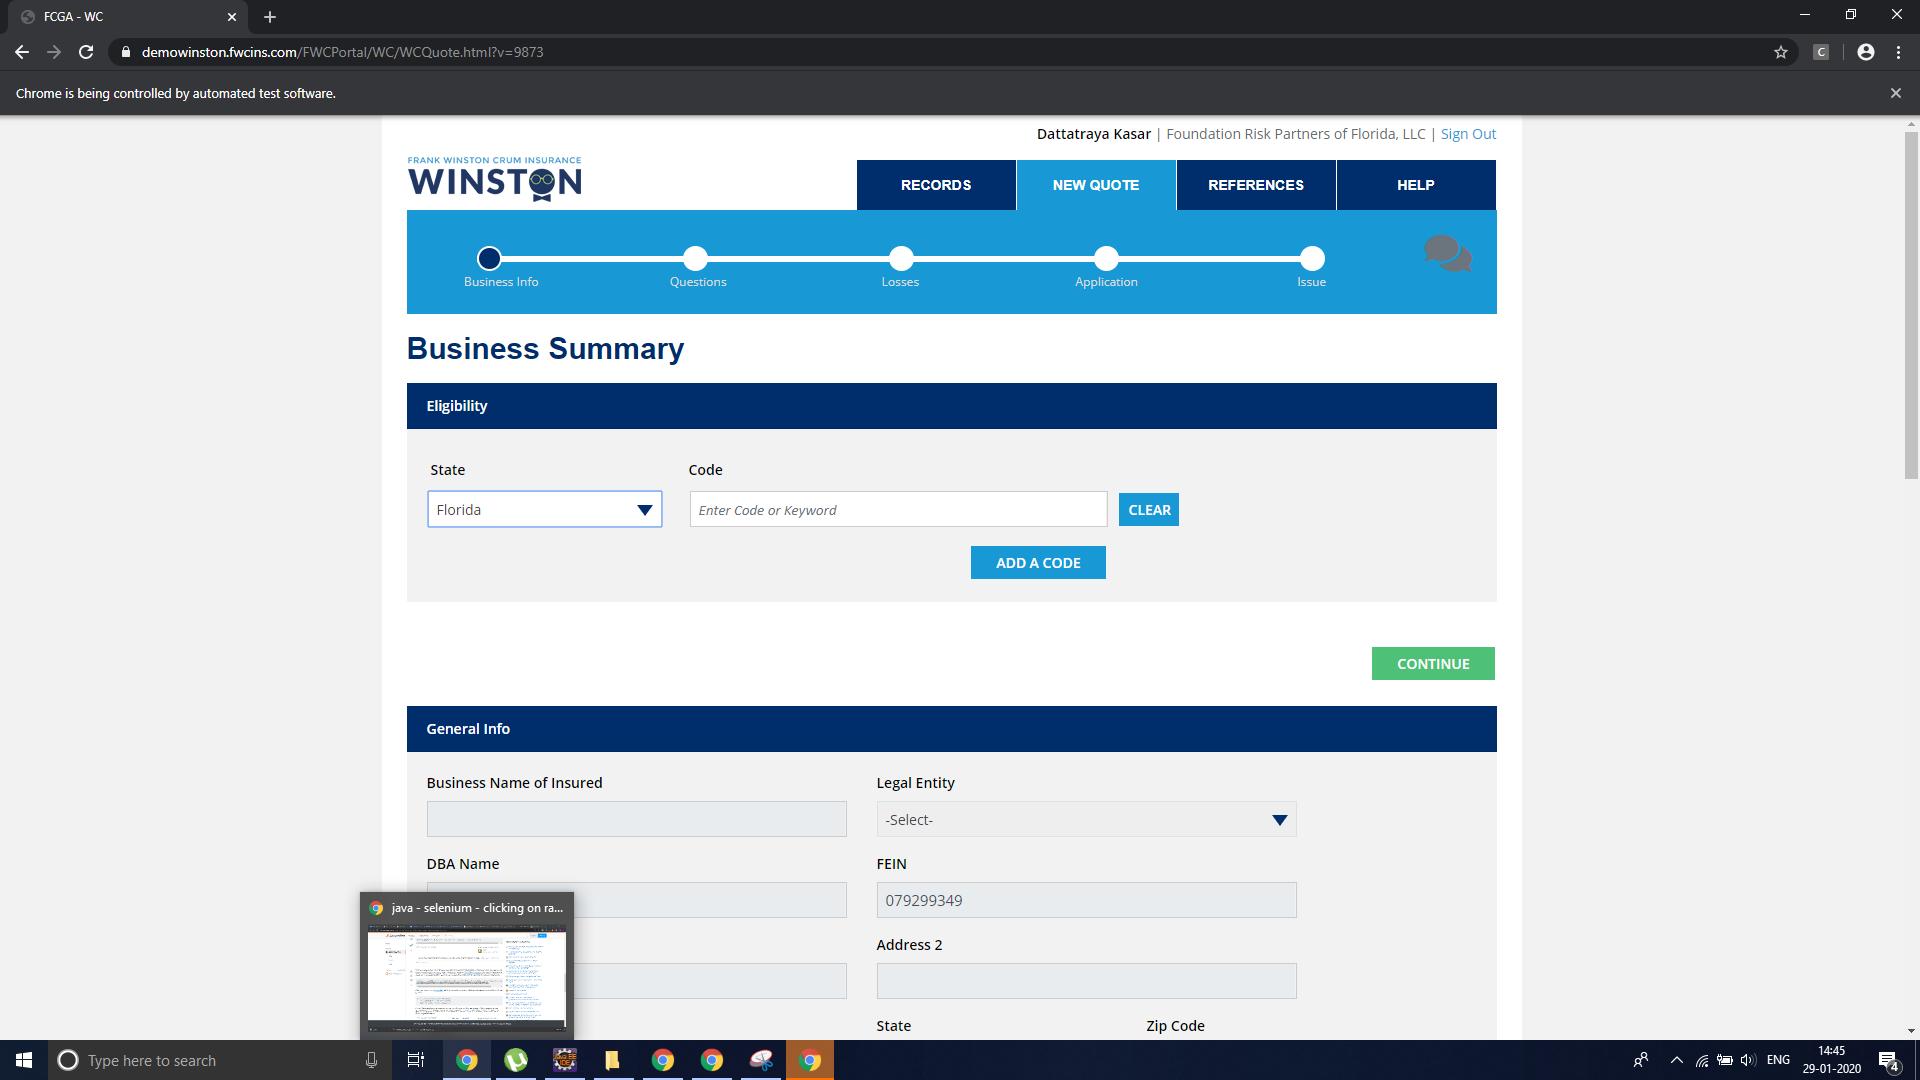 FCGA - WC
demowinston.fwcins.com/FWCPortal/WC/WCQuote.html?v=9873
C
Chrome is being controlled by automated test software.
Dattatraya Kasar | Foundation Risk Partners of Florida, LLC | Sign Out
FRANK WINSTON CRUM INSURANCE
WINSTON
RECORDS
NEW QUOTE
REFERENCES
HELP
Business Info
Questions
Losses
Application
Issue
Business Summary
Eligibility
State
Code
Florida
Enter Code or Keyword
CLEAR
ADD A CODE
CONTINUE
General Info
Business Name of Insured
Legal Entity
-Select-
DBA Name
FEIN
079299349
Address 2
State
Zip Code
java - selenium - clicking on ra...
Type here to search
ENG
14:45
29-01-2020
4